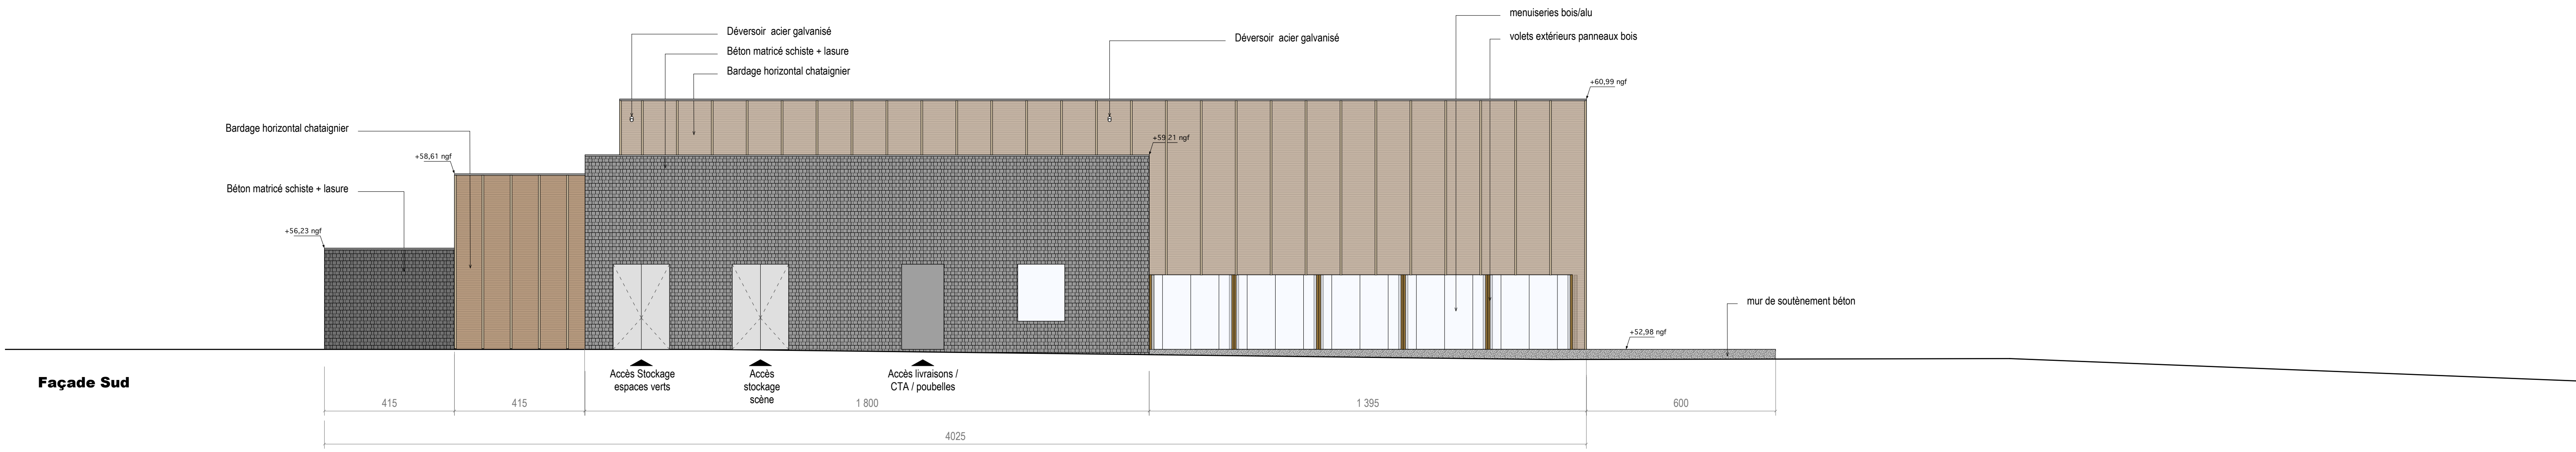 menuiseries bois/alu
Déversoir acier galvanisé
volets extérieurs panneaux bois
Déversoir acier galvanisé
Béton matricé schiste + lasure
Bardage horizontal chataignier
+60,99 ngf
Bardage horizontal chataignier
+59,21 ngf
+58,61 ngf
Béton matricé schiste + lasure
+56,23 ngf
mur de soutènement béton
+52,98 ngf
Façade Sud
Accès Stockage
espaces verts
Accès
stockage
scène
Accès livraisons /
CTA / poubelles
415
415
1 800
1 395
600
4025